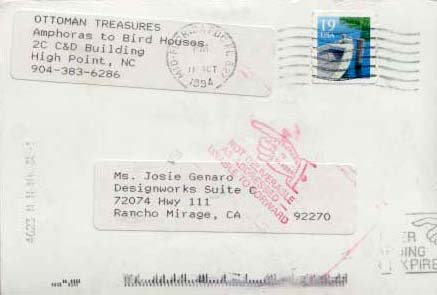 OTTOMAN TREASURES
Amphoras to Bird Houses
2C C&D Building
High Point, NC
904-383-6286
OCT
1994
19
USA
NOT DELIVERABLE
AS ADDRESSED
UNABLE TO FORWARD
Ms. Josie Genaro
Designworks Suite C
72074 Hwy 111
Rancho Mirage, CA 92270